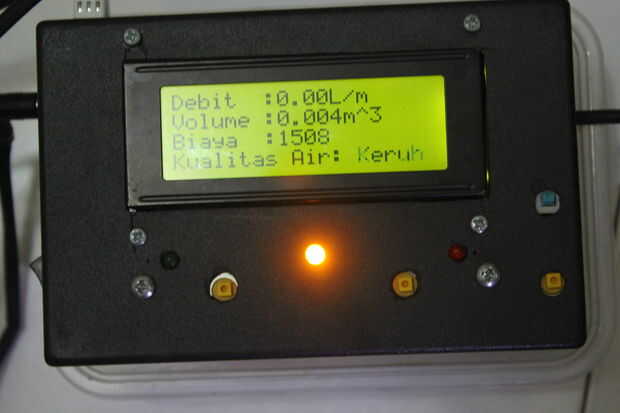 Debit :0.00L/m
Volume :0.004m^3
Biaya :1508
Kualitas Air: Keruh